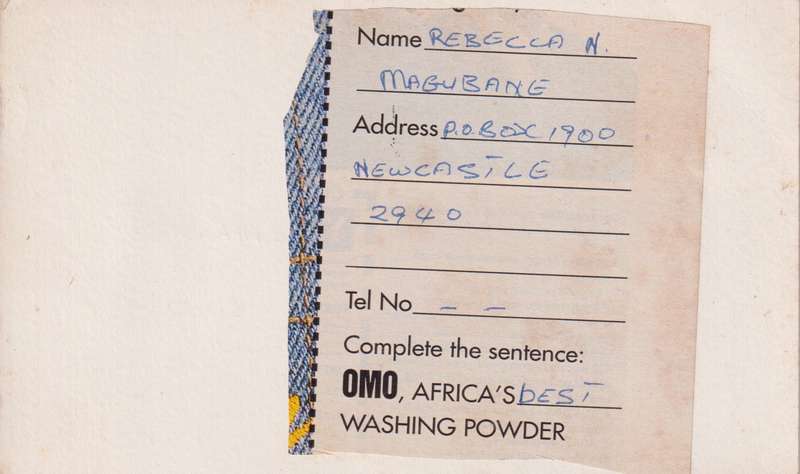 Name REBECCA N.
MAGUBANE
Address P.O.BOX 1900
NEWCASTLE
2940
Tel No - -
Complete the sentence:
OMO, AFRICA'S bEST
WASHING POWDER